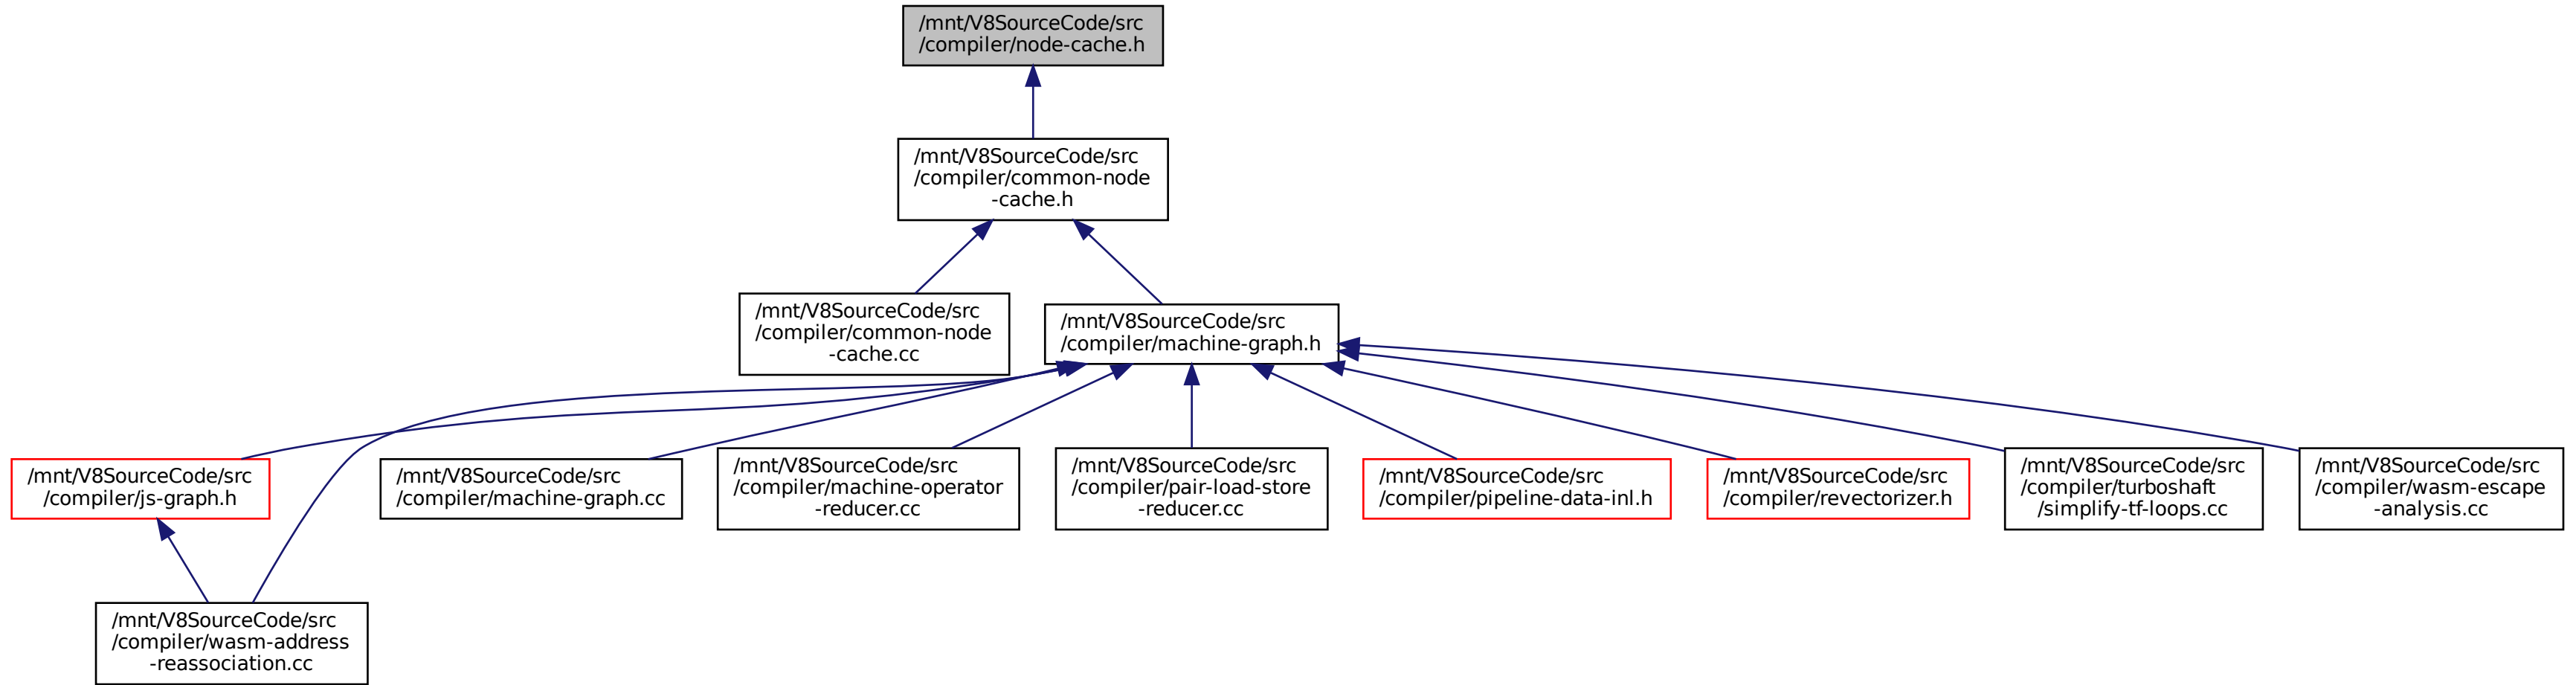 /mnt/V8SourceCode/src
/compiler/node-cache.h
/mnt/V8SourceCode/src
/compiler/common-node
-cache.h
/mnt/V8SourceCode/src
/compiler/common-node
-cache.cc
/mnt/V8SourceCode/src
/compiler/machine-graph.h
/mnt/V8SourceCode/src
/compiler/js-graph.h
/mnt/V8SourceCode/src
/compiler/machine-graph.cc
/mnt/V8SourceCode/src
/compiler/machine-operator
-reducer.cc
/mnt/V8SourceCode/src
/compiler/pair-load-store
-reducer.cc
/mnt/V8SourceCode/src
/compiler/pipeline-data-inl.h
/mnt/V8SourceCode/src
/compiler/revectorizer.h
/mnt/V8SourceCode/src
/compiler/turboshaft
/simplify-tf-loops.cc
/mnt/V8SourceCode/src
/compiler/wasm-escape
-analysis.cc
/mnt/V8SourceCode/src
/compiler/wasm-address
-reassociation.cc